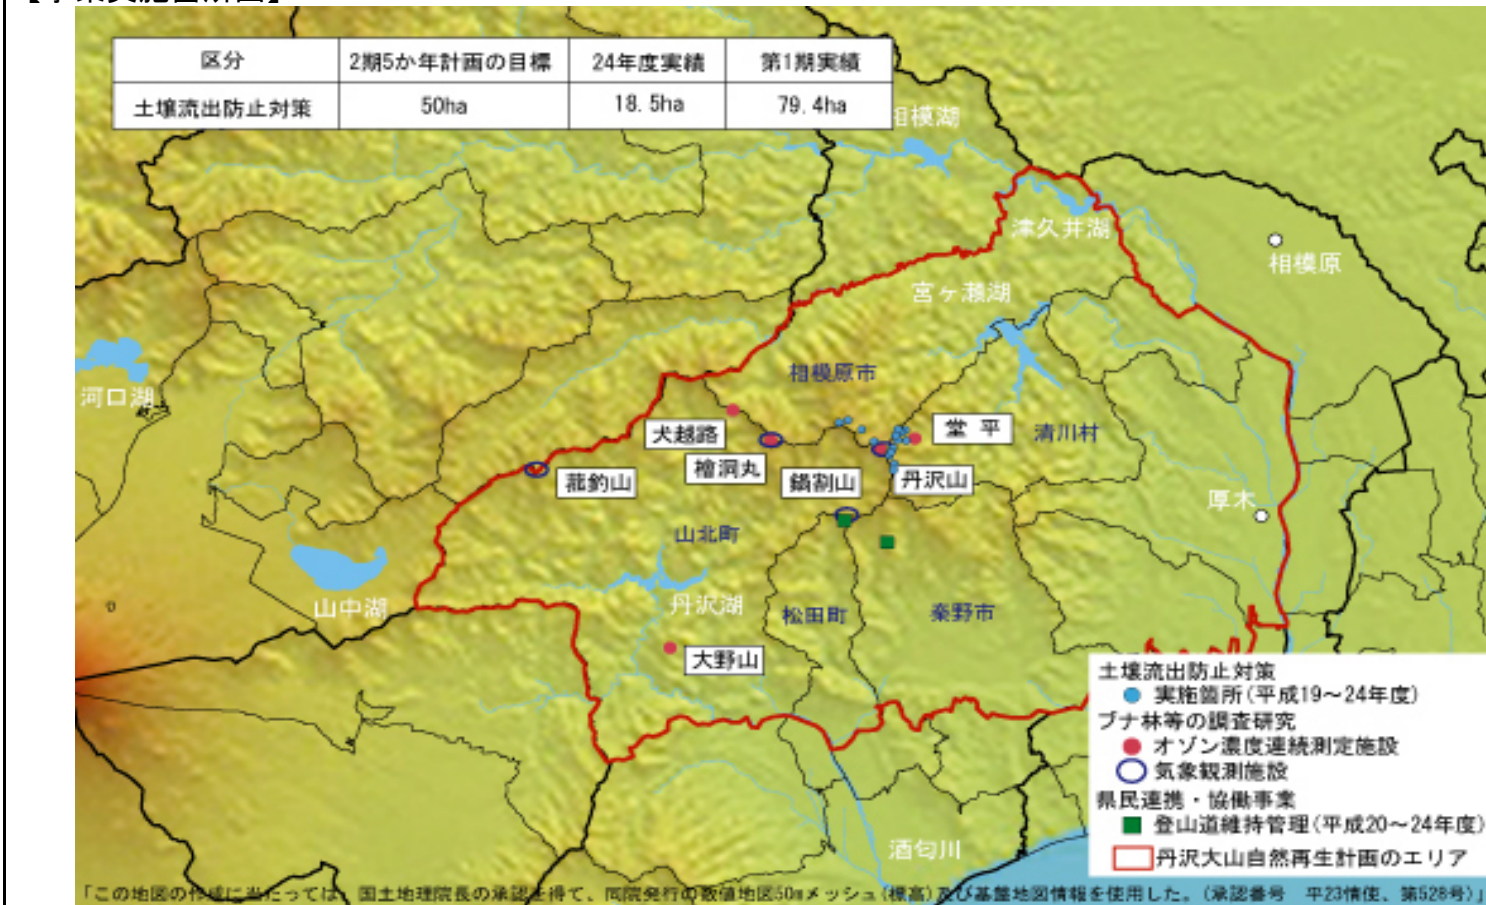 【事業実施箇所図】
区分 2期5か年計画の目標 24年度実績 第1期実績
土壌流出防止対策 50ha 18.5ha 79.4ha
相模湖
津久井湖
相模原
宮ヶ瀬湖
河口湖
相模原市
犬越路
堂 平
清川村
檜洞丸
菰釣山
鍋割山
丹沢山
厚木
山北町
山中湖
丹沢湖
松田町
秦野市
大野山
土壌流出防止対策
実施箇所(平成19～24年度)
ブナ林等の調査研究
オゾン濃度連続測定施設
気象観測施設
県民連携・協働事業
登山道維持管理(平成20～24年度)
丹沢大山自然再生計画のエリア
酒匂川
「この地図の作成に当たっては、国土地理院長の承認を得て、同院発行の数値地図50mメッシュ(標高)及び基盤地図情報を使用した。(承認番号 平23情使、第528号)」